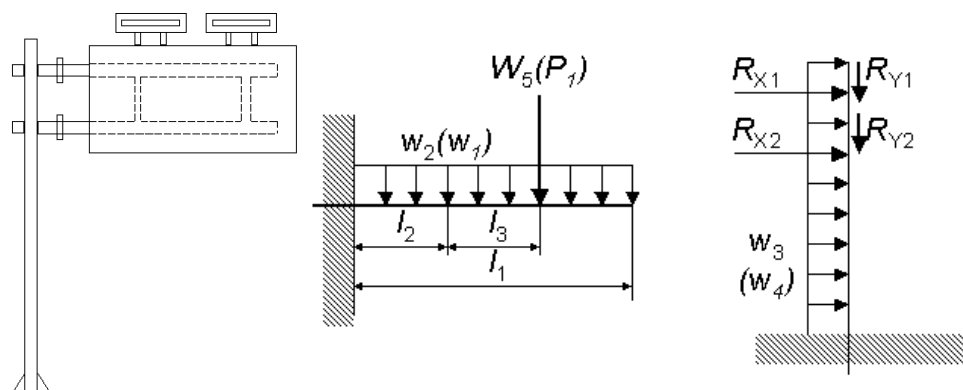 W5(P1)
w2(w1)
l2 l3
l1
RX1 RY1
RX2 RY2
w3
(w4)